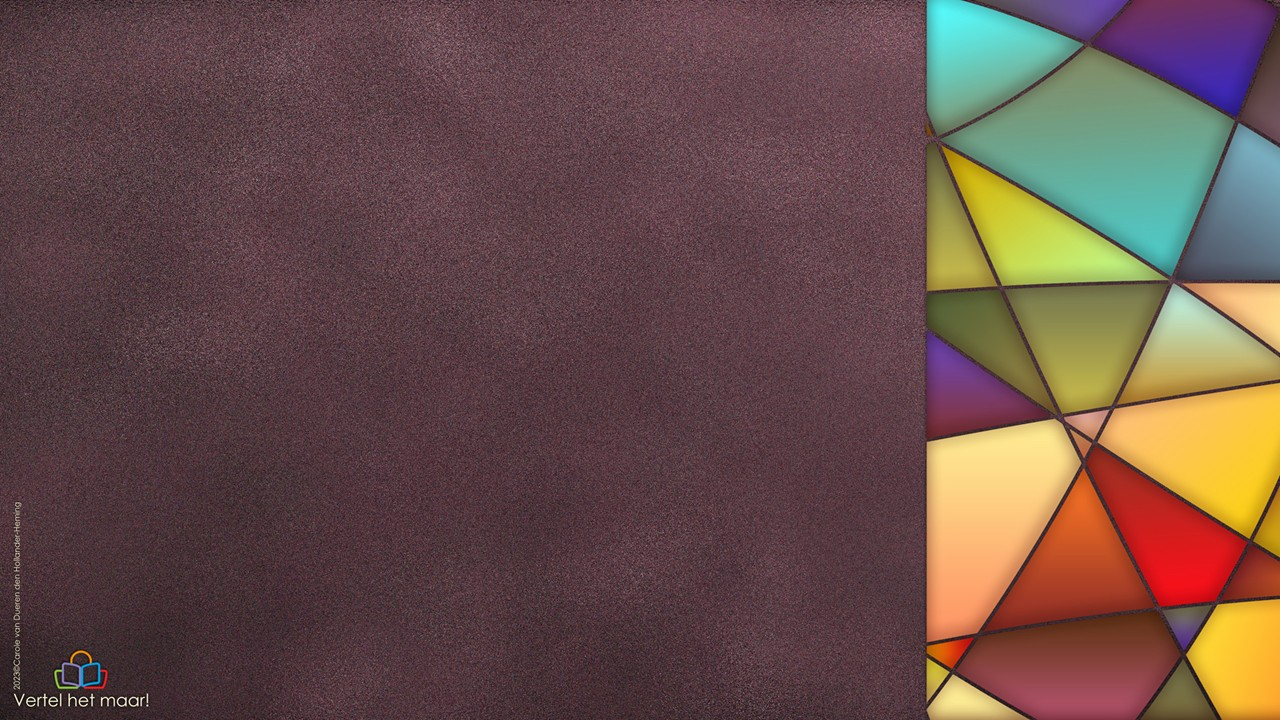 2023©Carole van Dueren den Hollander-Heming
Vertel het maar!